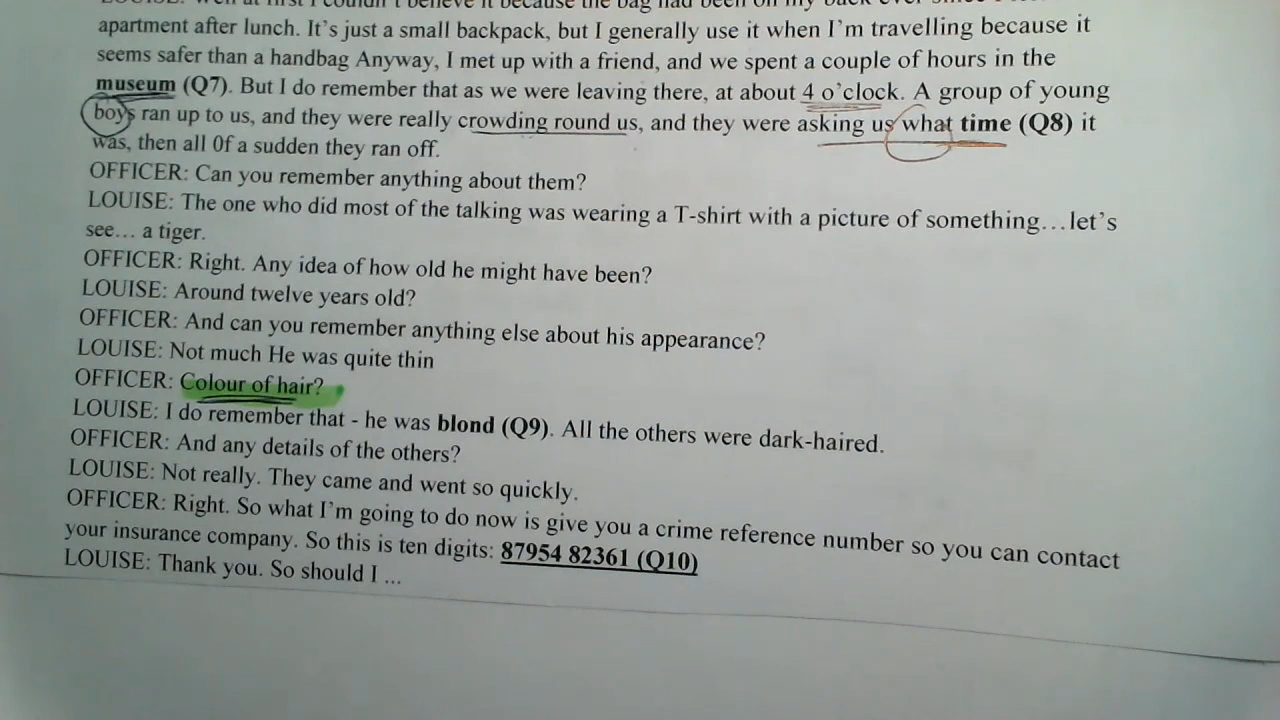 apartment after lunch. It's just a small backpack, but I generally use it when I'm travelling because it
seems safer than a handbag Anyway, I met up with a friend, and we spent a couple of hours in the
museum (Q7). But I do remember that as we were leaving there, at about 4 o'clock. A group of young
boys ran up to us, and they were really crowding round us, and they were asking us what time (Q8) it
was, then all 0f a sudden they ran off.
OFFICER: Can you remember anything about them?
LOUISE: The one who did most of the talking was wearing a T-shirt with a picture of something…let's
see… a tiger.
OFFICER: Right. Any idea of how old he might have been?
LOUISE: Around twelve years old?
OFFICER: And can you remember anything else about his appearance?
LOUISE: Not much He was quite thin
OFFICER: Colour of hair?
LOUISE: I do remember that - he was blond (Q9). All the others were dark-haired.
OFFICER: And any details of the others?
LOUISE: Not really. They came and went so quickly.
OFFICER: Right. So what I'm going to do now is give you a crime reference number so you can contact
your insurance company. So this is ten digits: 87954 82361 (Q10)
LOUISE: Thank you. So should I ...